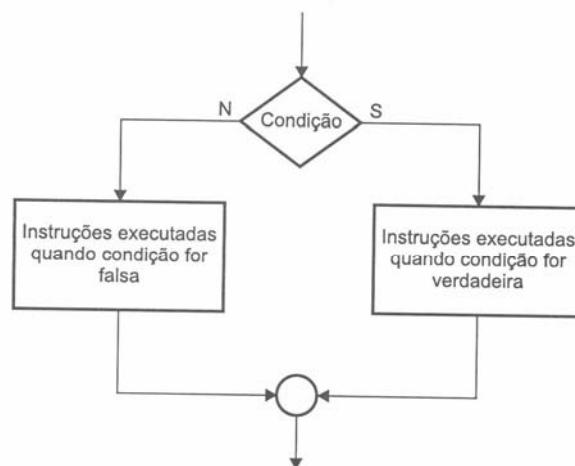 N
Condição
S
Instruções executadas
quando condição for
falsa
Instruções executadas
quando condição for
verdadeira